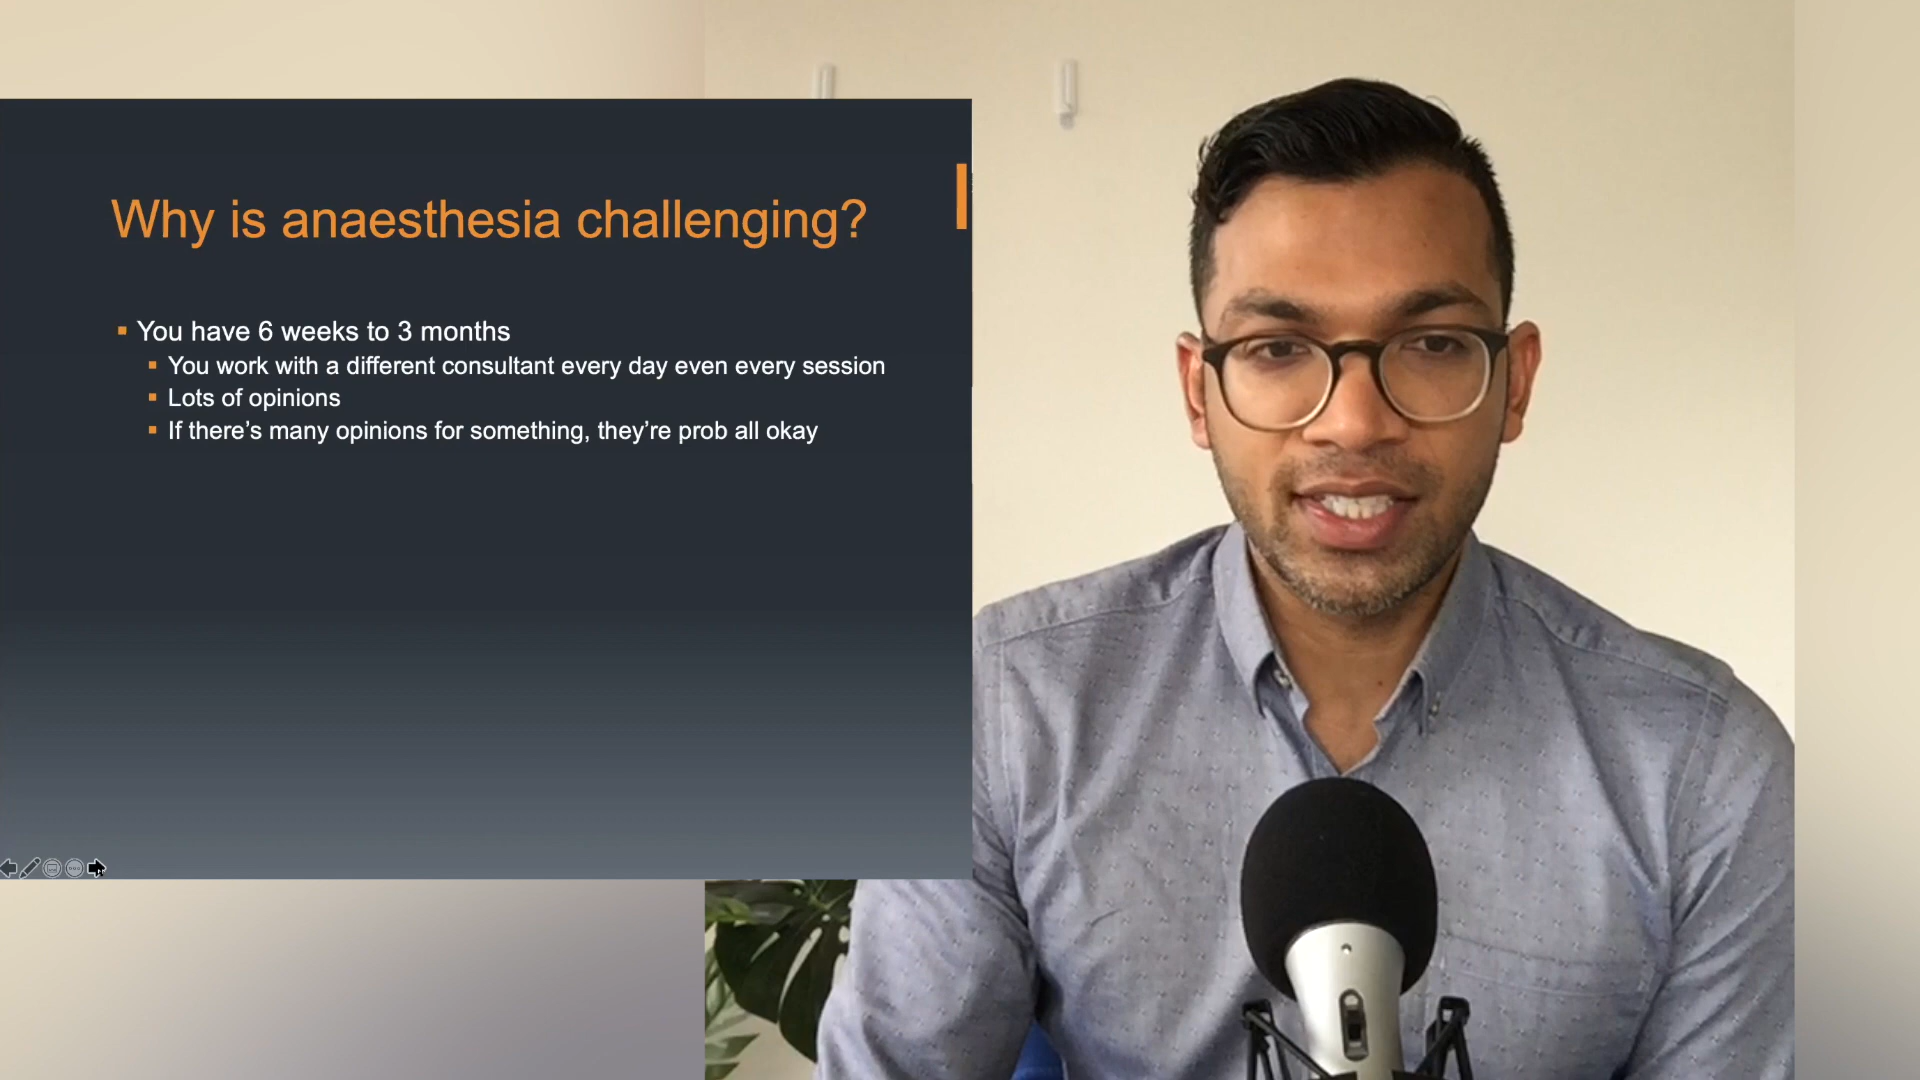 Why is anaesthesia challenging?
You have 6 weeks to 3 months
You work with a different consultant every day even every session
Lots of opinions
If there's many opinions for something, they're prob all okay